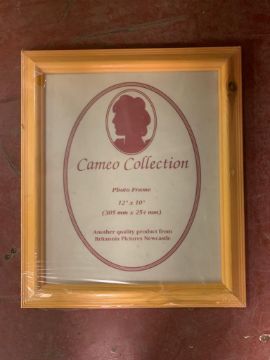 Cameo Collection
Photo Frame
12" x 10"
(305 mm x 254 mm)
Another quality product from
Britannia Pictures Newcastle.